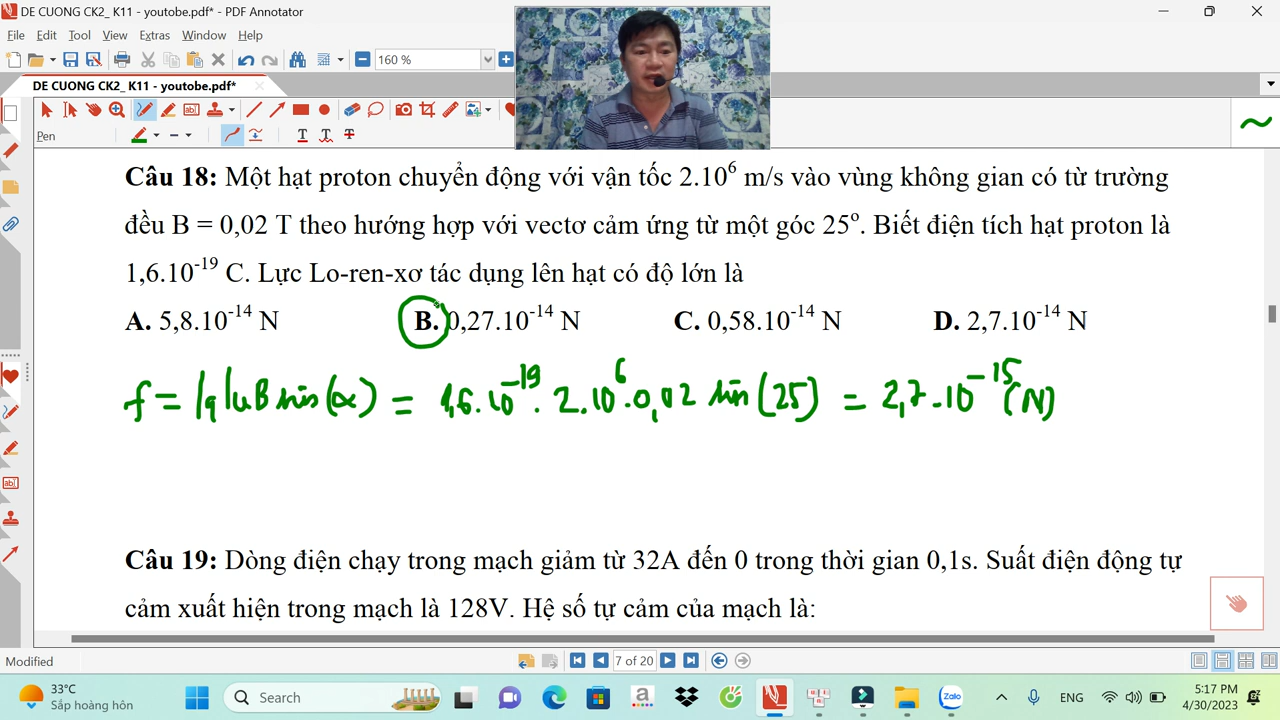 DE CUONG CK2_ K11 - youtobe.pdf* - PDF Annotator
File Edit Tool View Extras Window Help
160 %
DE CUONG CK2_ K11 - youtobe.pdf*
Pen
Câu 18: Một hạt proton chuyển động với vận tốc 2.10⁶ m/s vào vùng không gian có từ trường
đều B = 0,02 T theo hướng hợp với vectơ cảm ứng từ một góc 25°. Biết điện tích hạt proton là
1,6.10⁻¹⁹ C. Lực Lo-ren-xơ tác dụng lên hạt có độ lớn là
A. 5,8.10⁻¹⁴ N B. 0,27.10⁻¹⁴ N C. 0,58.10⁻¹⁴ N D. 2,7.10⁻¹⁴ N
f = |q|vB sin(α) = 1,6.10⁻¹⁹. 2.10⁶.0,02 sin(25) = 2,7.10⁻¹⁵(N)
Câu 19: Dòng điện chạy trong mạch giảm từ 32A đến 0 trong thời gian 0,1s. Suất điện động tự
cảm xuất hiện trong mạch là 128V. Hệ số tự cảm của mạch là:
Modified
7 of 20
33°C
Sắp hoàng hôn
Search
a
Zalo
ENG
5:17 PM
4/30/2023